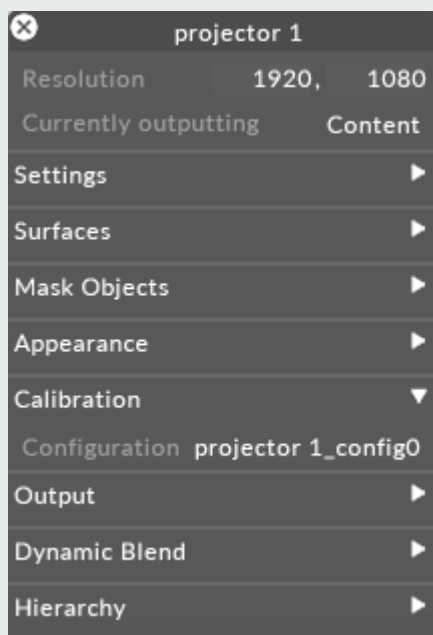 projector 1
Resolution 1920, 1080
Currently outputting Content
Settings
Surfaces
Mask Objects
Appearance
Calibration
Configuration projector 1_config0
Output
Dynamic Blend
Hierarchy